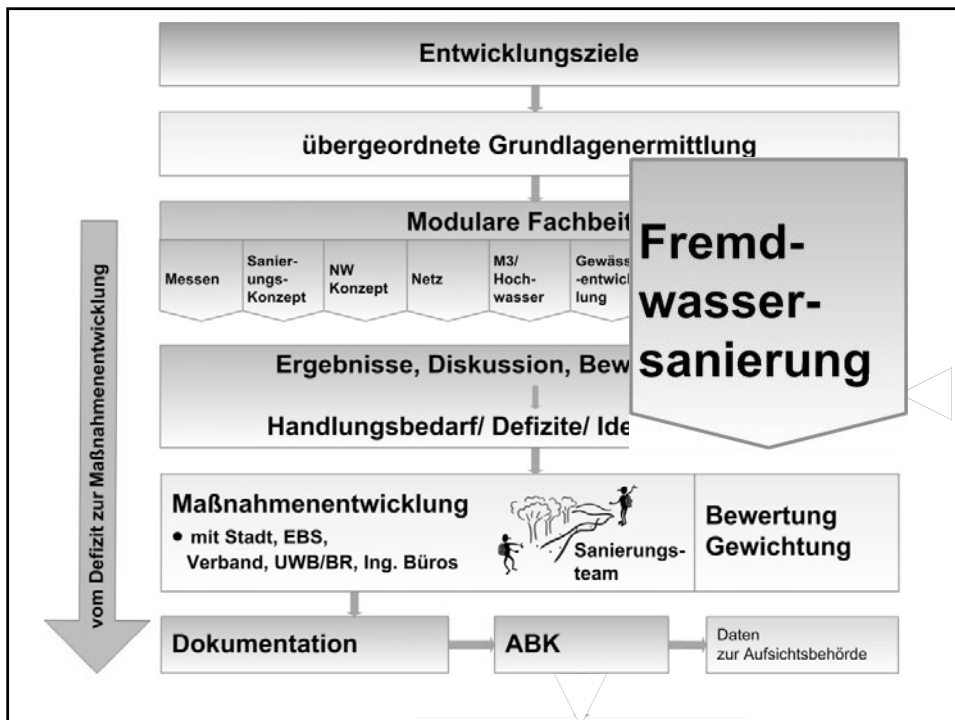 Entwicklungsziele
übergeordnete Grundlagenermittlung
Modulare Fachbeit
Messen
Sanier-
ungs-
Konzept
NW
Konzept
Netz
M3/
Hoch-
wasser
Gewäss
-entwick
lung
Fremd-
wasser-
sanierung
Ergebnisse, Diskussion, Bew
Handlungsbedarf/ Defizite/ Ide
vom Defizit zur Maßnahmenentwicklung
Maßnahmenentwicklung
• mit Stadt, EBS,
Verband, UWB/BR, Ing. Büros
Sanierungs-
team
Bewertung
Gewichtung
Dokumentation
ABK
Daten
zur Aufsichtsbehörde